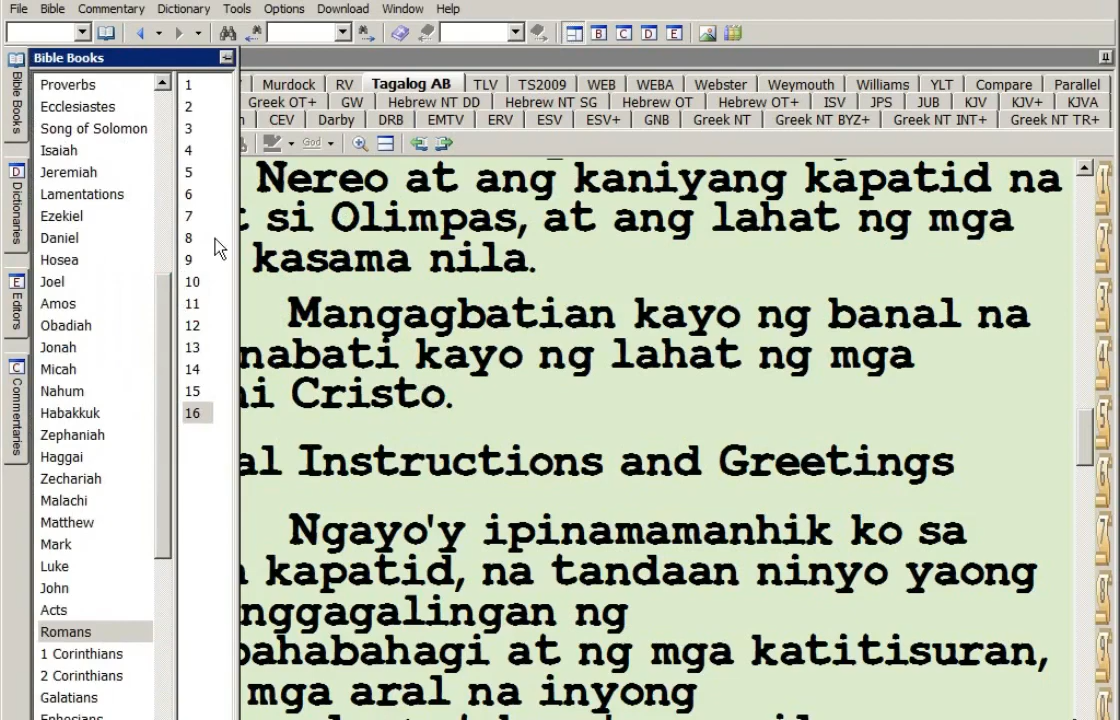 File Bible Commentary Dictionary Tools Options Download Window Help
Bible Books
Murdock RV Tagalog AB TLV TS2009 WEB WEBA Webster Weymouth Williams YLT Compare Parallel
Greek OT+ GW Hebrew NT DD Hebrew NT SG Hebrew OT Hebrew OT+ ISV JPS JUB KJV KJV+ KJVA
CEV Darby DRB EMTV ERV ESV ESV+ GNB Greek NT Greek NT BYZ+ Greek NT INT+ Greek NT TR+
B C D E
God
Bible Books
Dictionaries
Editors
Commentaries
Proverbs
Ecclesiastes
Song of Solomon
Isaiah
Jeremiah
Lamentations
Ezekiel
Daniel
Hosea
Joel
Amos
Obadiah
Jonah
Micah
Nahum
Habakkuk
Zephaniah
Haggai
Zechariah
Malachi
Matthew
Mark
Luke
John
Acts
Romans
1 Corinthians
2 Corinthians
Galatians
Ephesians
1
2
3
4
5
6
7
8
9
10
11
12
13
14
15
16
Nereo at ang kaniyang kapatid na
si Olimpas, at ang lahat ng mga
kasama nila.
Mangagbatian kayo ng banal na
nabati kayo ng lahat ng mga
ni Cristo.
al Instructions and Greetings
Ngayo'y ipinamamanhik ko sa
kapatid, na tandaan ninyo yaong
nggagalingan ng
pahabahagi at ng mga katitisuran,
mga aral na inyong